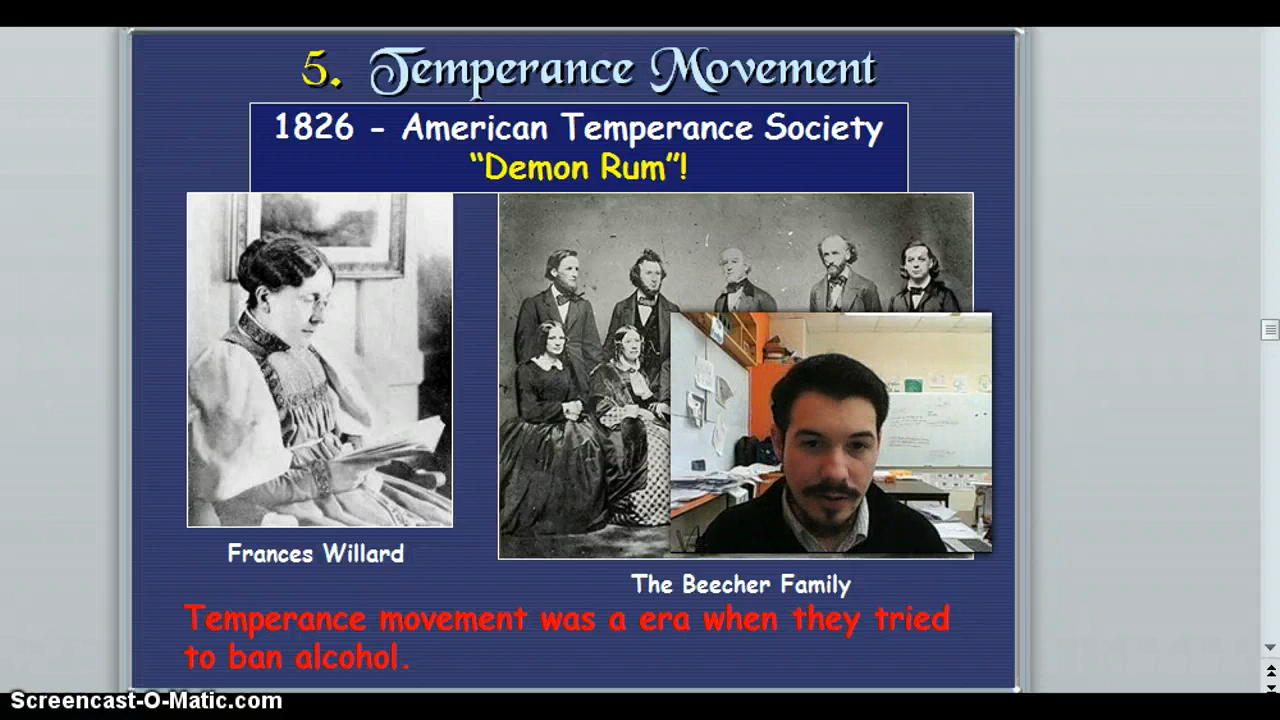 5. Temperance Movement
1826 - American Temperance Society
“Demon Rum”!
Frances Willard
The Beecher Family
Temperance movement was a era when they tried
to ban alcohol.
Screencast-O-Matic.com